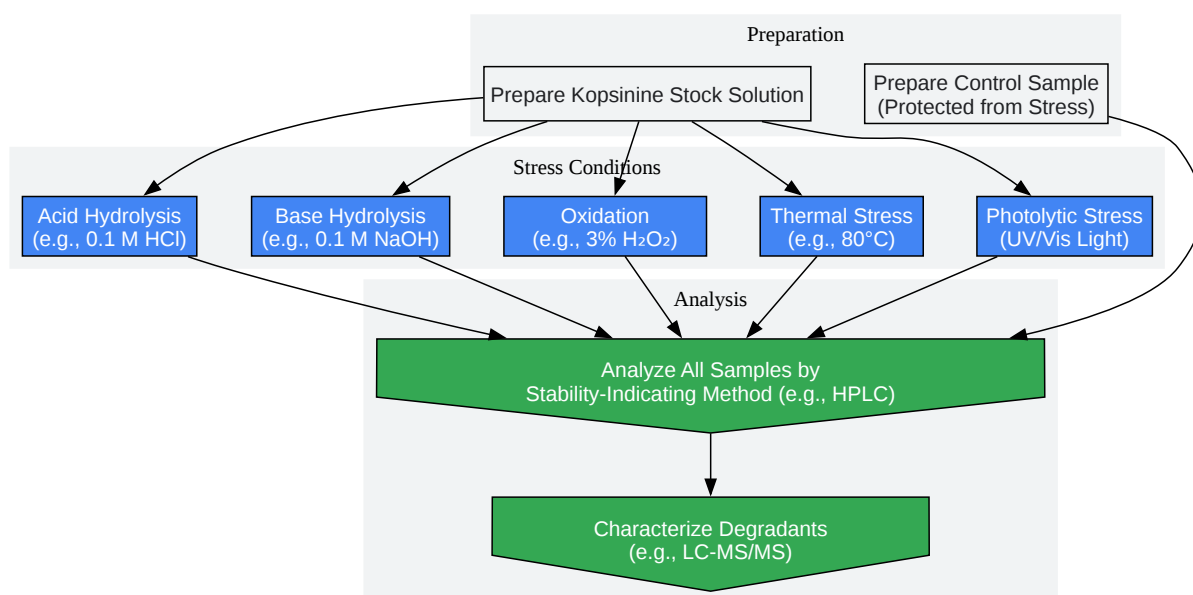 Preparation
Prepare Kopsinine Stock Solution
Prepare Control Sample
(Protected from Stress)
Stress Conditions
Acid Hydrolysis
(e.g., 0.1 M HCl)
Base Hydrolysis
(e.g., 0.1 M NaOH)
Oxidation
(e.g., 3% H₂O₂)
Thermal Stress
(e.g., 80°C)
Photolytic Stress
(UV/Vis Light)
Analysis
Analyze All Samples by
Stability-Indicating Method (e.g., HPLC)
Characterize Degradants
(e.g., LC-MS/MS)